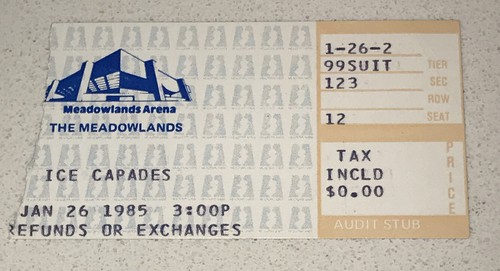 Meadowlands Arena
THE MEADOWLANDS
ICE CAPADES
JAN 26 1985 3:00P
REFUNDS OR EXCHANGES
1-26-2
99SUIT TIER
123 SEC
ROW
12 SEAT
TAX
INCLD
$0.00
PRICE
AUDIT STUB